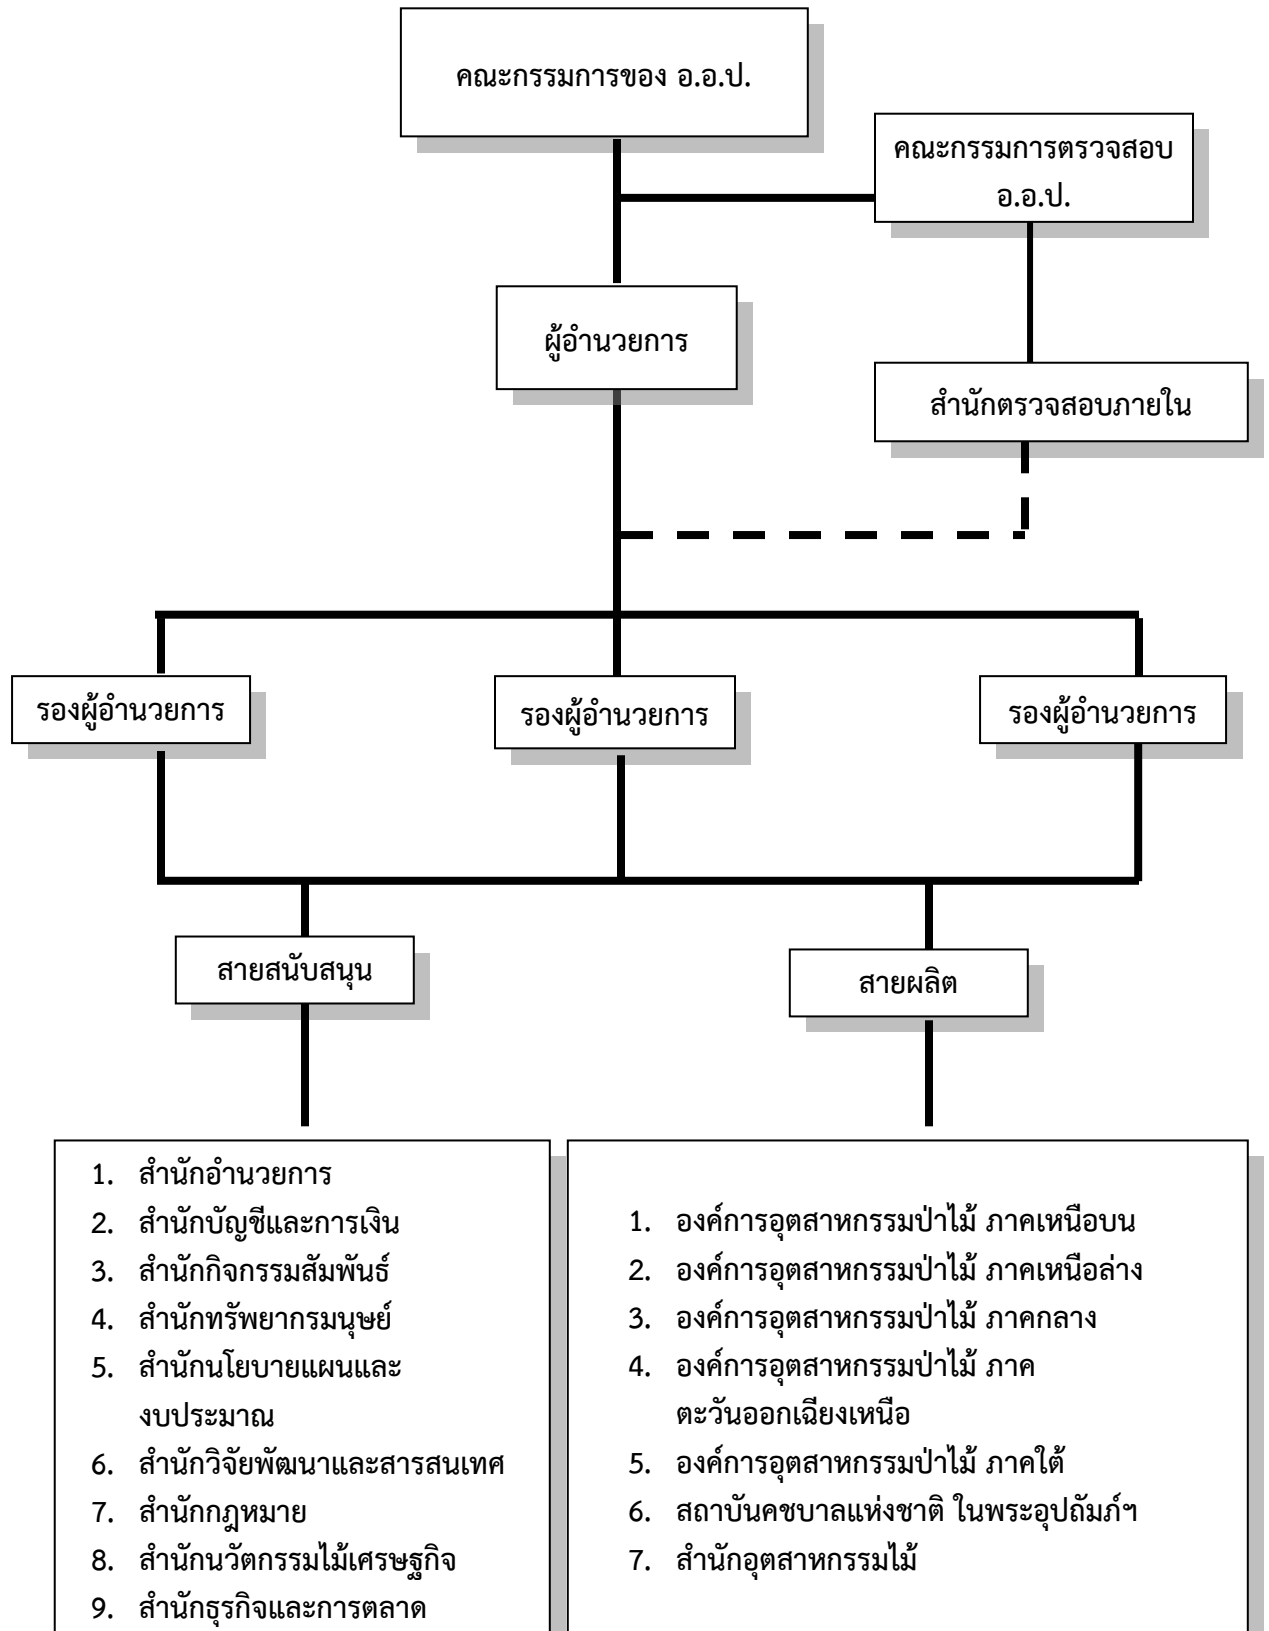 คณะกรรมการของ อ.อ.ป.
คณะกรรมการตรวจสอบ
อ.อ.ป.
ผู้อำนวยการ
สำนักตรวจสอบภายใน
รองผู้อำนวยการ
รองผู้อำนวยการ
รองผู้อำนวยการ
สายสนับสนุน
สายผลิต
1. สำนักอำนวยการ
2. สำนักบัญชีและการเงิน
3. สำนักกิจกรรมสัมพันธ์
4. สำนักทรัพยากรมนุษย์
5. สำนักนโยบายแผนและ
งบประมาณ
6. สำนักวิจัยพัฒนาและสารสนเทศ
7. สำนักกฎหมาย
8. สำนักนวัตกรรมไม้เศรษฐกิจ
9. สำนักธุรกิจและการตลาด
1. องค์การอุตสาหกรรมป่าไม้ ภาคเหนือบน
2. องค์การอุตสาหกรรมป่าไม้ ภาคเหนือล่าง
3. องค์การอุตสาหกรรมป่าไม้ ภาคกลาง
4. องค์การอุตสาหกรรมป่าไม้ ภาค
ตะวันออกเฉียงเหนือ
5. องค์การอุตสาหกรรมป่าไม้ ภาคใต้
6. สถาบันคชบาลแห่งชาติ ในพระอุปถัมภ์ฯ
7. สำนักอุตสาหกรรมไม้